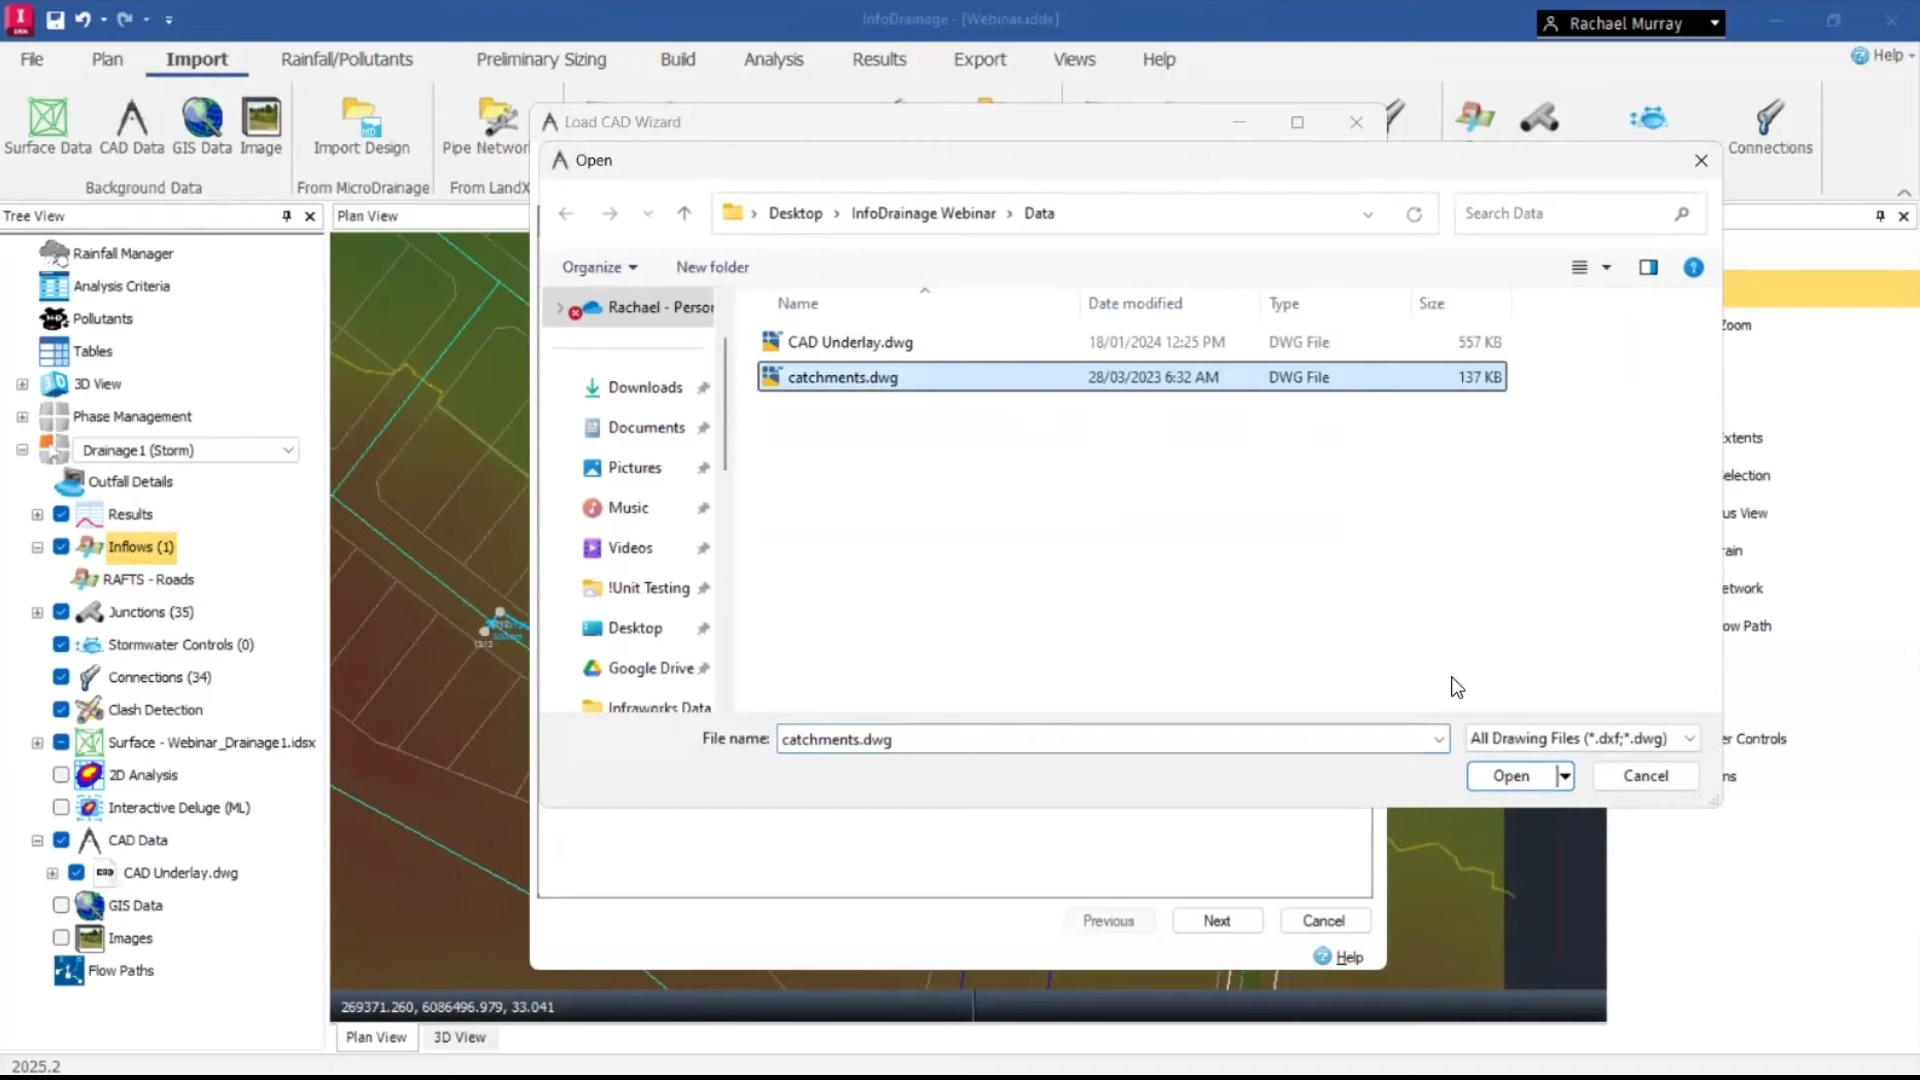 InfoDrainage - [Webinar.iddx]
Rachael Murray
File Plan Import Rainfall/Pollutants Preliminary Sizing Build Analysis Results Export Views Help
Help
Surface Data CAD Data GIS Data Image
Import Design
Connections
Background Data
From MicroDrainage
Load CAD Wizard
Open
Desktop > InfoDrainage Webinar > Data
Search Data
Organize
New folder
Name Date modified Type Size
CAD Underlay.dwg 18/01/2024 12:25 PM DWG File 557 KB
catchments.dwg 28/03/2023 6:32 AM DWG File 137 KB
Rachael - Person
Downloads
Documents
Pictures
Music
Videos
!Unit Testing
Desktop
Google Drive
Infraworks Data
File name: catchments.dwg
All Drawing Files (*.dxf;*.dwg)
Open
Cancel
Previous
Next
Cancel
Help
Tree View
Rainfall Manager
Analysis Criteria
Pollutants
Tables
3D View
Phase Management
Drainage1 (Storm)
Outfall Details
Results
Inflows (1)
RAFTS - Roads
Junctions (35)
Stormwater Controls (0)
Connections (34)
Clash Detection
Surface - Webinar_Drainage1.idsx
2D Analysis
Interactive Deluge (ML)
CAD Data
CAD Underlay.dwg
GIS Data
Images
Flow Paths
Plan View
Zoom
269371.260, 6086496.979, 33.041
Plan View 3D View
2025.2